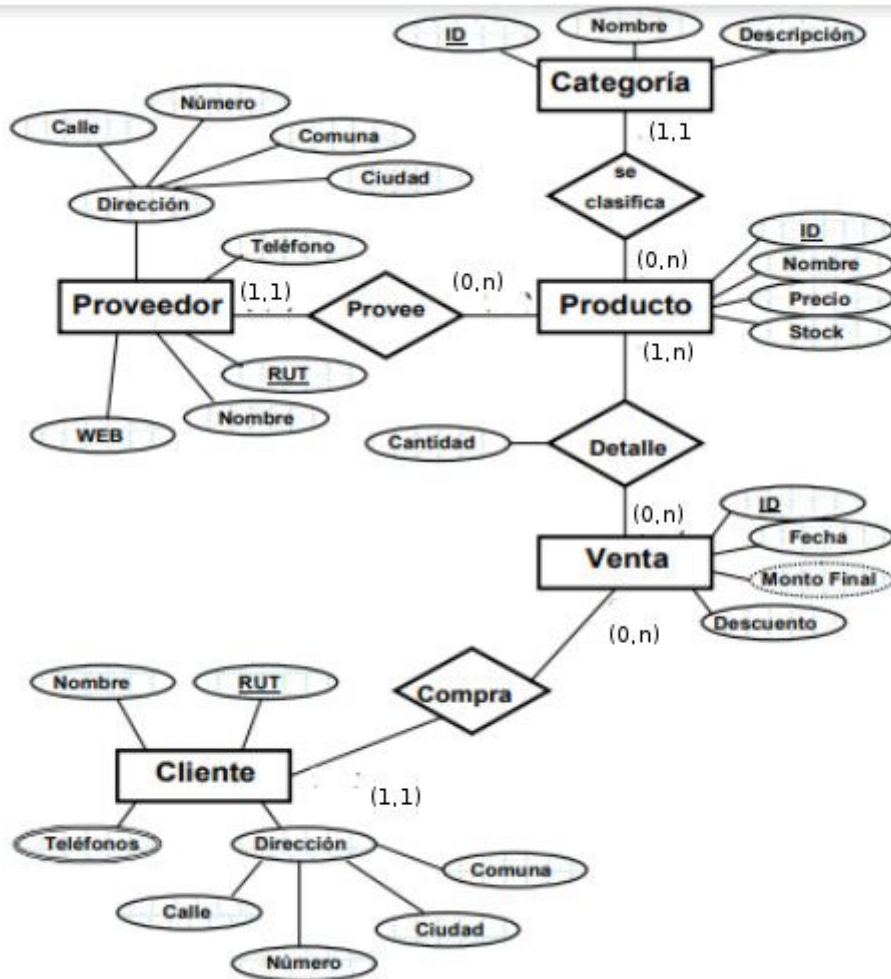 ID
Nombre
Descripción
Categoría
(1,1
se
clasifica
Número
Calle
Comuna
Ciudad
Dirección
Teléfono
ID
(0,n)
Nombre
Proveedor
(1,1)
Provee
(0,n)
Producto
Precio
Stock
(1,n)
RUT
Nombre
WEB
Cantidad
Detalle
ID
(0,n)
Fecha
Venta
Monto Final
Descuento
(0,n)
Nombre
RUT
Compra
Cliente
(1,1)
Teléfonos
Dirección
Comuna
Calle
Ciudad
Número